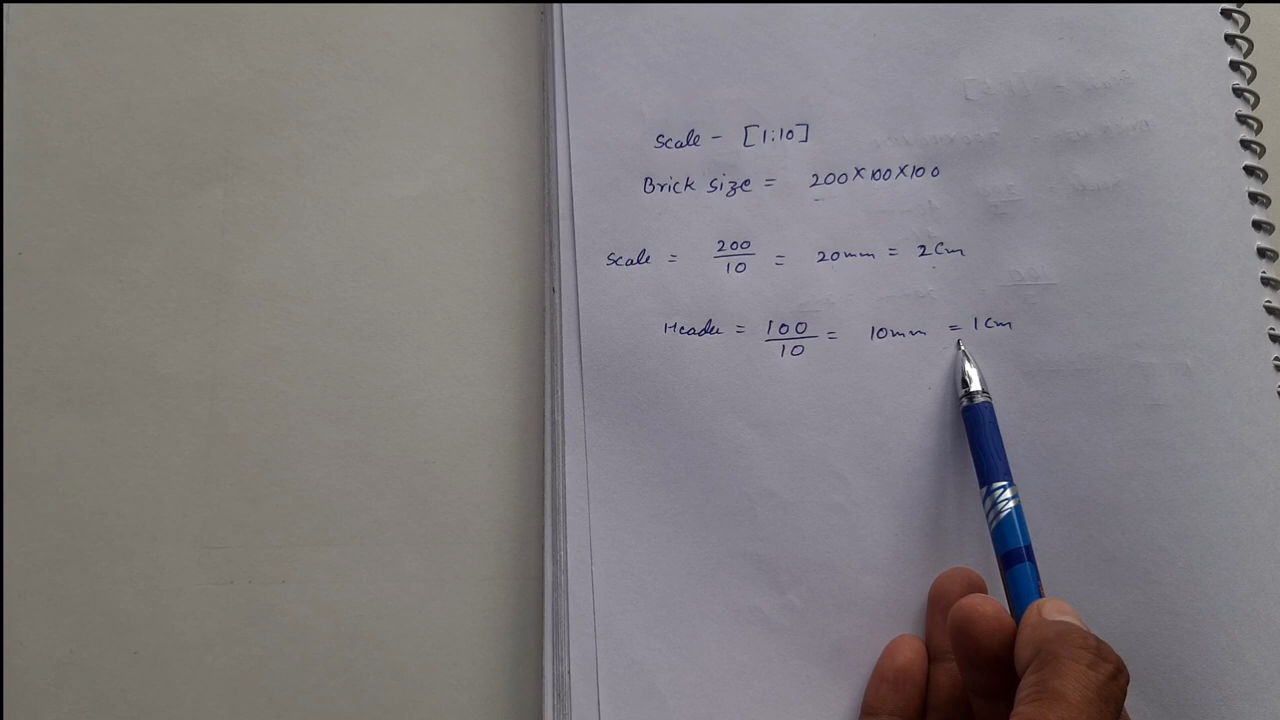 Scale - [1:10]
Brick size = 200×100×100
Scale = 200/10 = 20mm = 2cm
Header = 100/10 = 10mm = 1cm